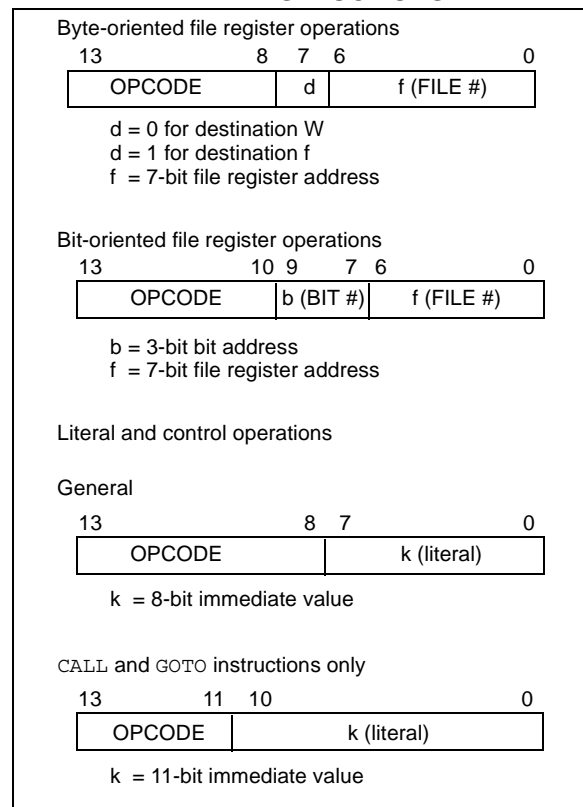 Byte-oriented file register operations
13 8 7 6 0
OPCODE d f (FILE #)
d = 0 for destination W
d = 1 for destination f
f = 7-bit file register address
Bit-oriented file register operations
13 10 9 7 6 0
OPCODE b (BIT #) f (FILE #)
b = 3-bit bit address
f = 7-bit file register address
Literal and control operations
General
13 8 7 0
OPCODE k (literal)
k = 8-bit immediate value
CALL and GOTO instructions only
13 11 10 0
OPCODE k (literal)
k = 11-bit immediate value